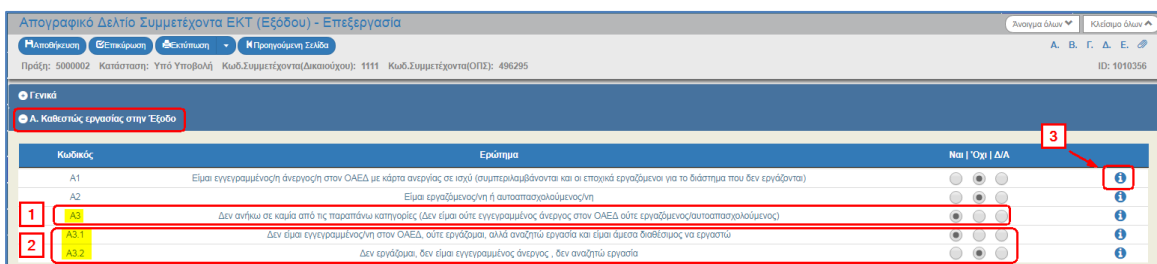 Απογραφικό Δελτίο Συμμετέχοντα ΕΚΤ (Εξόδου) - Επεξεργασία
Άνοιγμα όλων Κλείσιμο όλων
Αποθήκευση Επικύρωση Εκτύπωση Προηγούμενη Σελίδα Α. Β. Γ. Δ. Ε.
Πράξη: 5000002 Κατάσταση: Υπό Υποβολή Κωδ.Συμμετέχοντα(Δικαιούχου): 1111 Κωδ.Συμμετέχοντα(ΟΠΣ): 496295 ID: 1010356
Γενικά
Α. Καθεστώς εργασίας στην Έξοδο
3
Κωδικός Ερώτημα Ναι | Όχι | Δ/Α
A1 Είμαι εγγεγραμμένος/η άνεργος/η στον ΟΑΕΔ με κάρτα ανεργίας σε ισχύ (συμπεριλαμβάνονται και οι εποχικά εργαζόμενοι για το διάστημα που δεν εργάζονται)
A2 Είμαι εργαζόμενος/νη ή αυτοαπασχολούμενος/νη
1 A3 Δεν ανήκω σε καμία από τις παραπάνω κατηγορίες (Δεν είμαι ούτε εγγεγραμμένος άνεργος στον ΟΑΕΔ ούτε εργαζόμενος/αυτοαπασχολούμενος)
2 A3.1 Δεν είμαι εγγεγραμμένος/νη στον ΟΑΕΔ, ούτε εργάζομαι, αλλά αναζητώ εργασία και είμαι άμεσα διαθέσιμος να εργαστώ
A3.2 Δεν εργάζομαι, δεν είμαι εγγεγραμμένος άνεργος , δεν αναζητώ εργασία